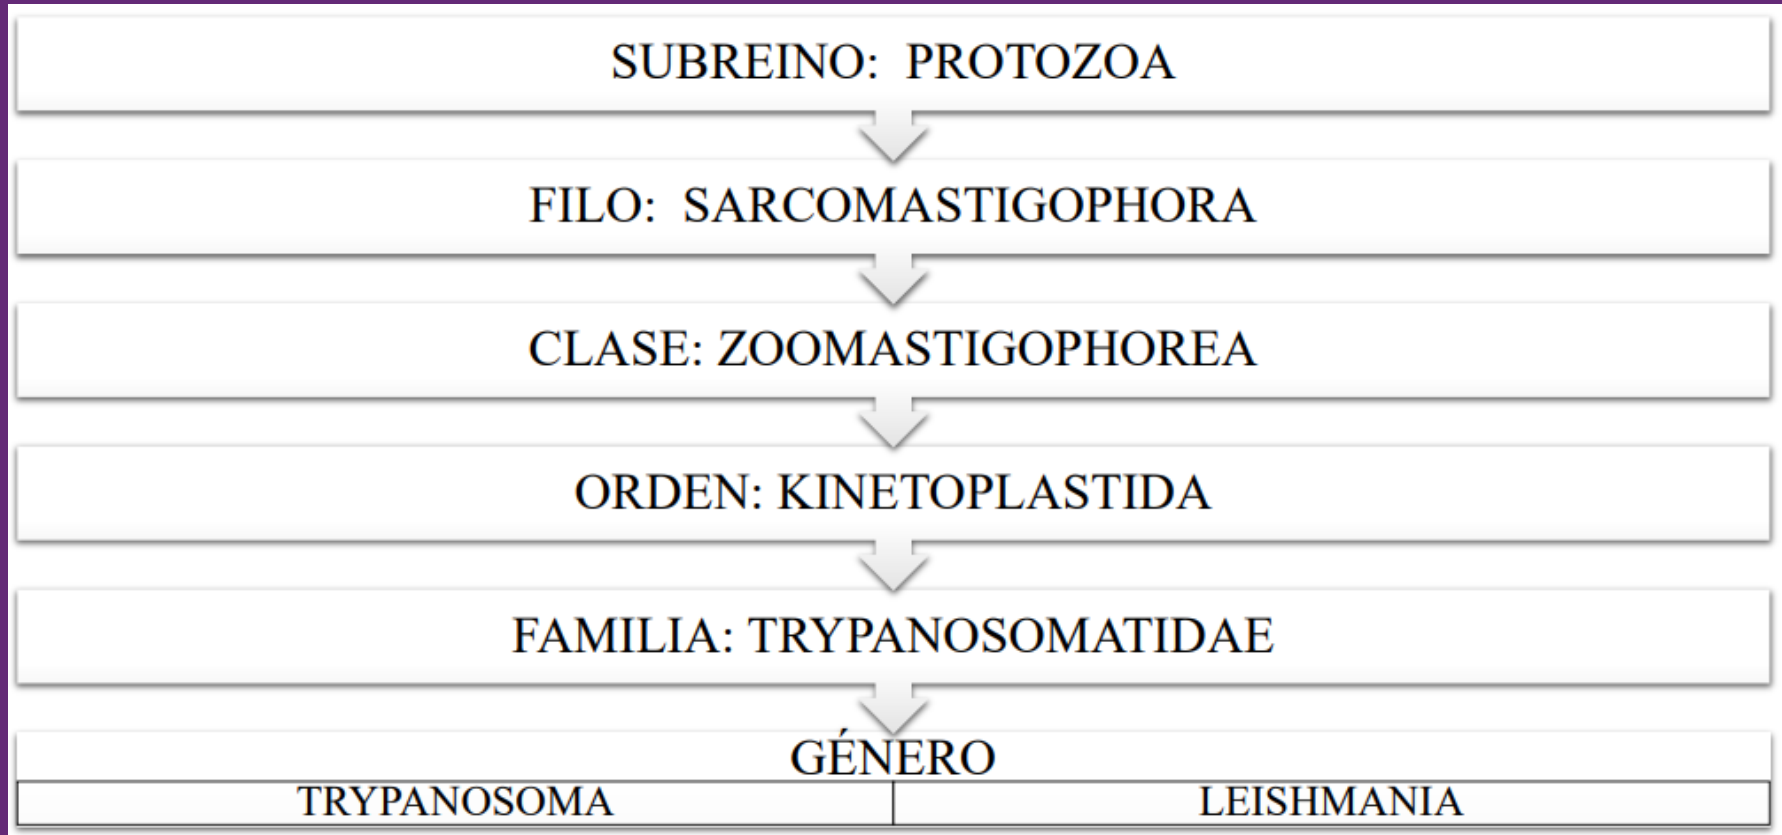 SUBREINO: PROTOZOA
FILO: SARCOMASTIGOPHORA
CLASE: ZOOMASTIGOPHOREA
ORDEN: KINETOPLASTIDA
FAMILIA: TRYPANOSOMATIDAE
GÉNERO
TRYPANOSOMA
LEISHMANIA